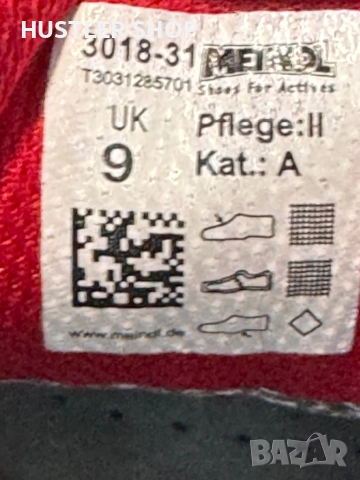 HUSTLER SHOP
3018-31 MEINDL
T3031285701 Shoes For Actives
UK Pflege: II
9 Kat.: A
www.meindl.de
BAZAR